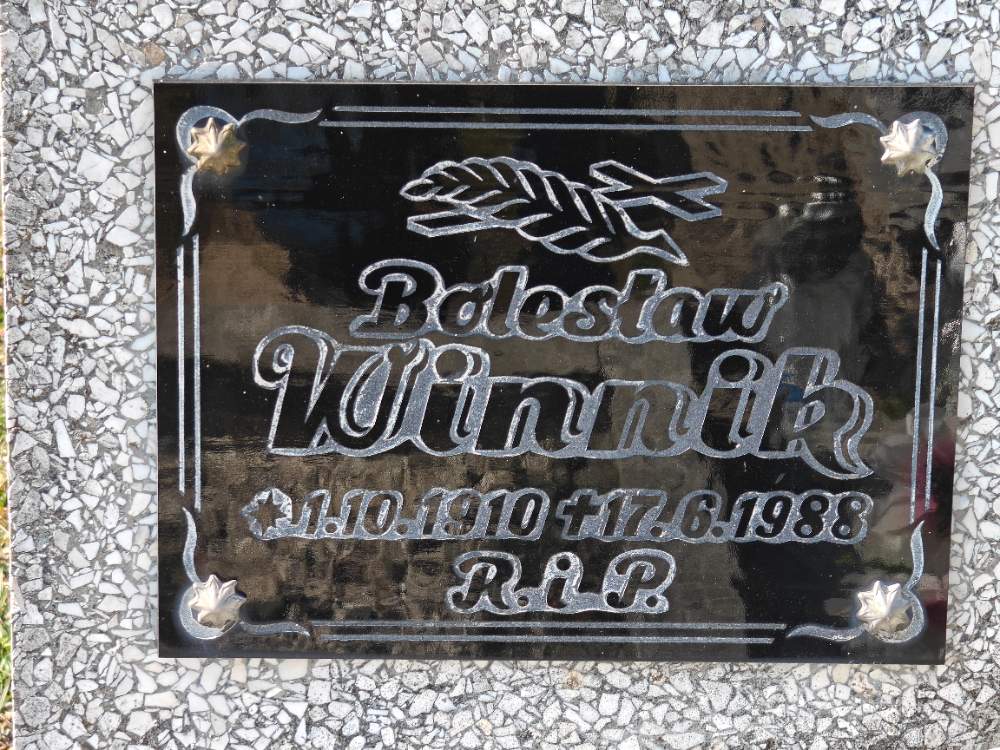 Bolesław
Winnik
* 1.10.1910 † 17.6.1988
R.i P.